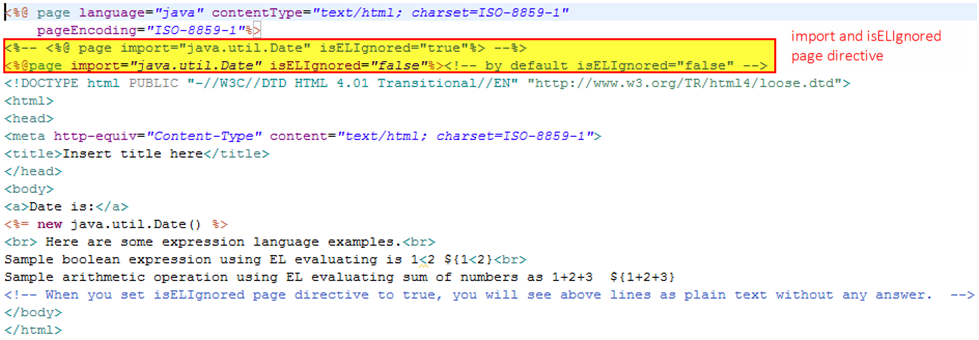 <%@ page language="java" contentType="text/html; charset=ISO-8859-1"
    pageEncoding="ISO-8859-1"%>
<%-- <%@ page import="java.util.Date" isELIgnored="true"%> --%>
<%@page import="java.util.Date" isELIgnored="false"%><!-- by default isELIgnored="false" -->
import and isELIgnored
page directive
<!DOCTYPE html PUBLIC "-//W3C//DTD HTML 4.01 Transitional//EN" "http://www.w3.org/TR/html4/loose.dtd">
<html>
<head>
<meta http-equiv="Content-Type" content="text/html; charset=ISO-8859-1">
<title>Insert title here</title>
</head>
<body>
<a>Date is:</a>
<%= new java.util.Date() %>
<br> Here are some expression language examples.<br>
Sample boolean expression using EL evaluating is 1<2 ${1<2}<br>
Sample arithmetic operation using EL evaluating sum of numbers as 1+2+3  ${1+2+3}
<!-- When you set isELIgnored page directive to true, you will see above lines as plain text without any answer.  -->
</body>
</html>